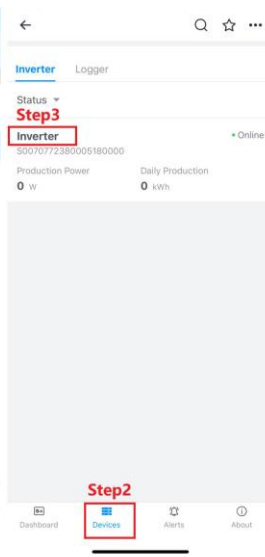 Inverter Logger
Status
Step3
Inverter
Online
S0070772380005180000
Production Power Daily Production
0 W 0 kWh
Step2
Dashboard Devices Alerts About